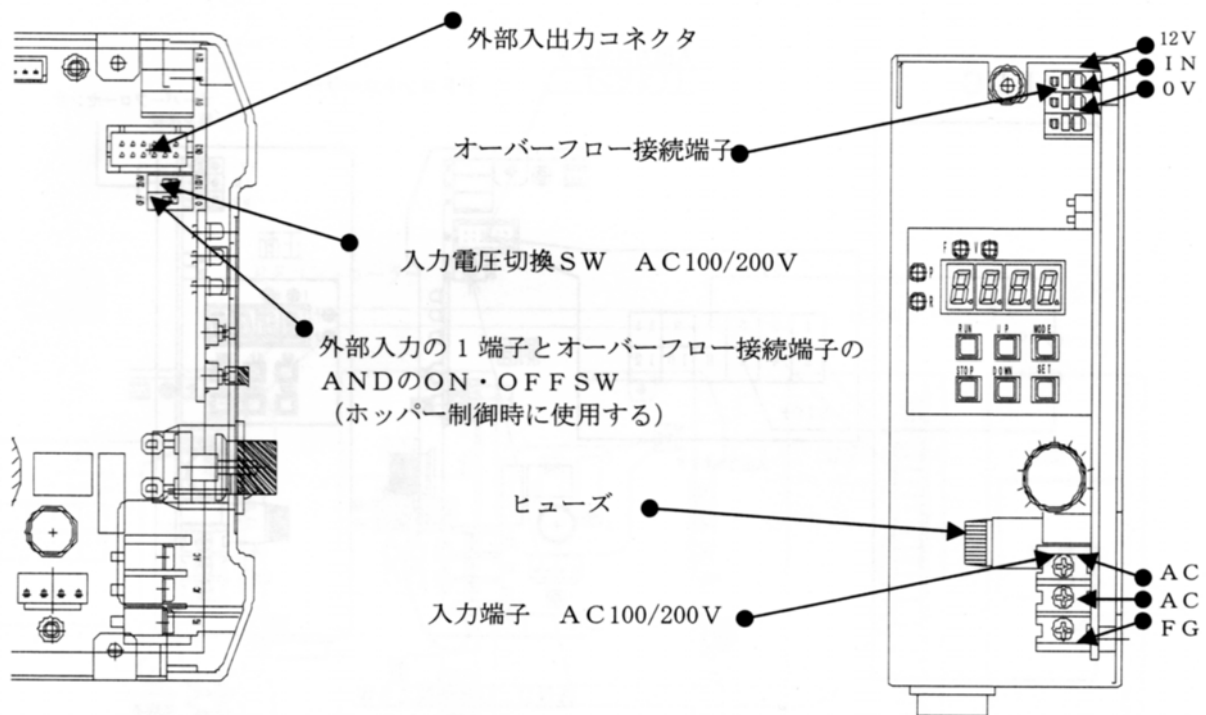 外部入出力コネクタ
12V
IN
0V
オーバーフロー接続端子
入力電圧切換SW AC100/200V
外部入力の1端子とオーバーフロー接続端子の
ANDのON・OFFSW
(ホッパー制御時に使用する)
F V
P
R
8.8.8.8.
RUN UP MODE
STOP DOWN SET
ヒューズ
入力端子 AC100/200V
AC
AC
FG